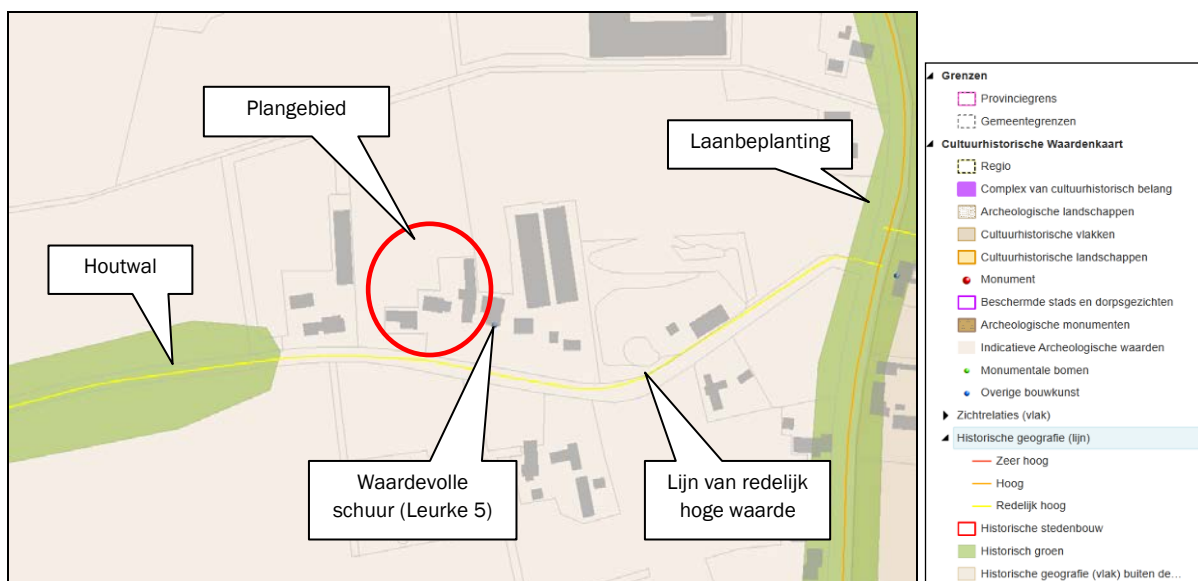 Plangebied
Laanbeplanting
Houtwal
Waardevolle
schuur (Leurke 5)
Lijn van redelijk
hoge waarde
Grenzen
Provinciegrens
Gemeentegrenzen
Cultuurhistorische Waardenkaart
Regio
Complex van cultuurhistorisch belang
Archeologische landschappen
Cultuurhistorische vlakken
Cultuurhistorische landschappen
Monument
Beschermde stads en dorpsgezichten
Archeologische monumenten
Indicatieve Archeologische waarden
Monumentale bomen
Overige bouwkunst
Zichtrelaties (vlak)
Historische geografie (lijn)
Zeer hoog
Hoog
Redelijk hoog
Historische stedenbouw
Historisch groen
Historische geografie (vlak) buiten de...